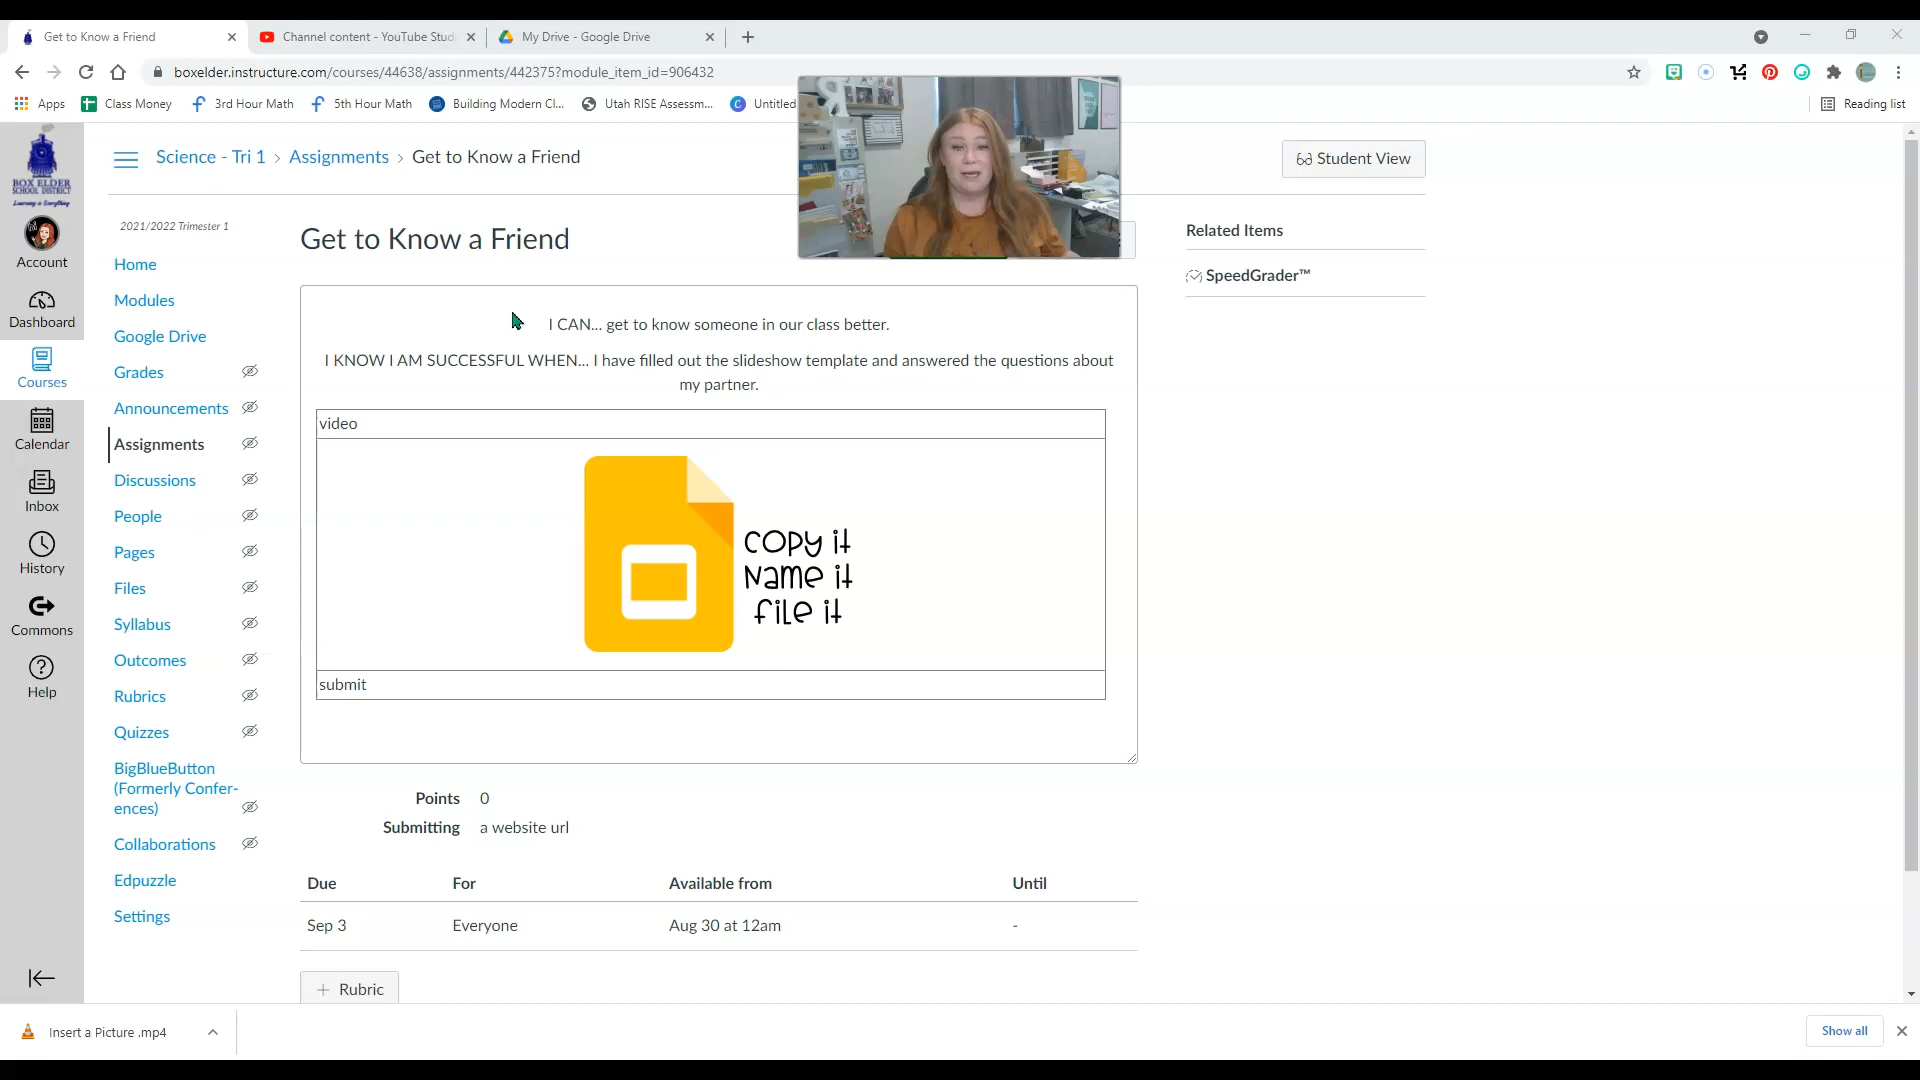 Get to Know a Friend
Channel content - YouTube Stud
My Drive - Google Drive
boxelder.instructure.com/courses/44638/assignments/442375?module_item_id=906432
Apps
Class Money
3rd Hour Math
5th Hour Math
Building Modern Cl...
Utah RISE Assessm...
Untitled
Reading list
BOX ELDER
SCHOOL DISTRICT
Learning is Everything
Account
Dashboard
Courses
Calendar
Inbox
History
Commons
Help
Science - Tri 1 › Assignments › Get to Know a Friend
Student View
2021/2022 Trimester 1
Home
Modules
Google Drive
Grades
Announcements
Assignments
Discussions
People
Pages
Files
Syllabus
Outcomes
Rubrics
Quizzes
BigBlueButton
(Formerly Confer-
ences)
Collaborations
Edpuzzle
Settings
Get to Know a Friend
I CAN... get to know someone in our class better.
I KNOW I AM SUCCESSFUL WHEN... I have filled out the slideshow template and answered the questions about
my partner.
video
copy it
Name it
file it
submit
Points 0
Submitting a website url
Due For Available from Until
Sep 3 Everyone Aug 30 at 12am -
+ Rubric
Related Items
SpeedGrader™
Insert a Picture .mp4
Show all